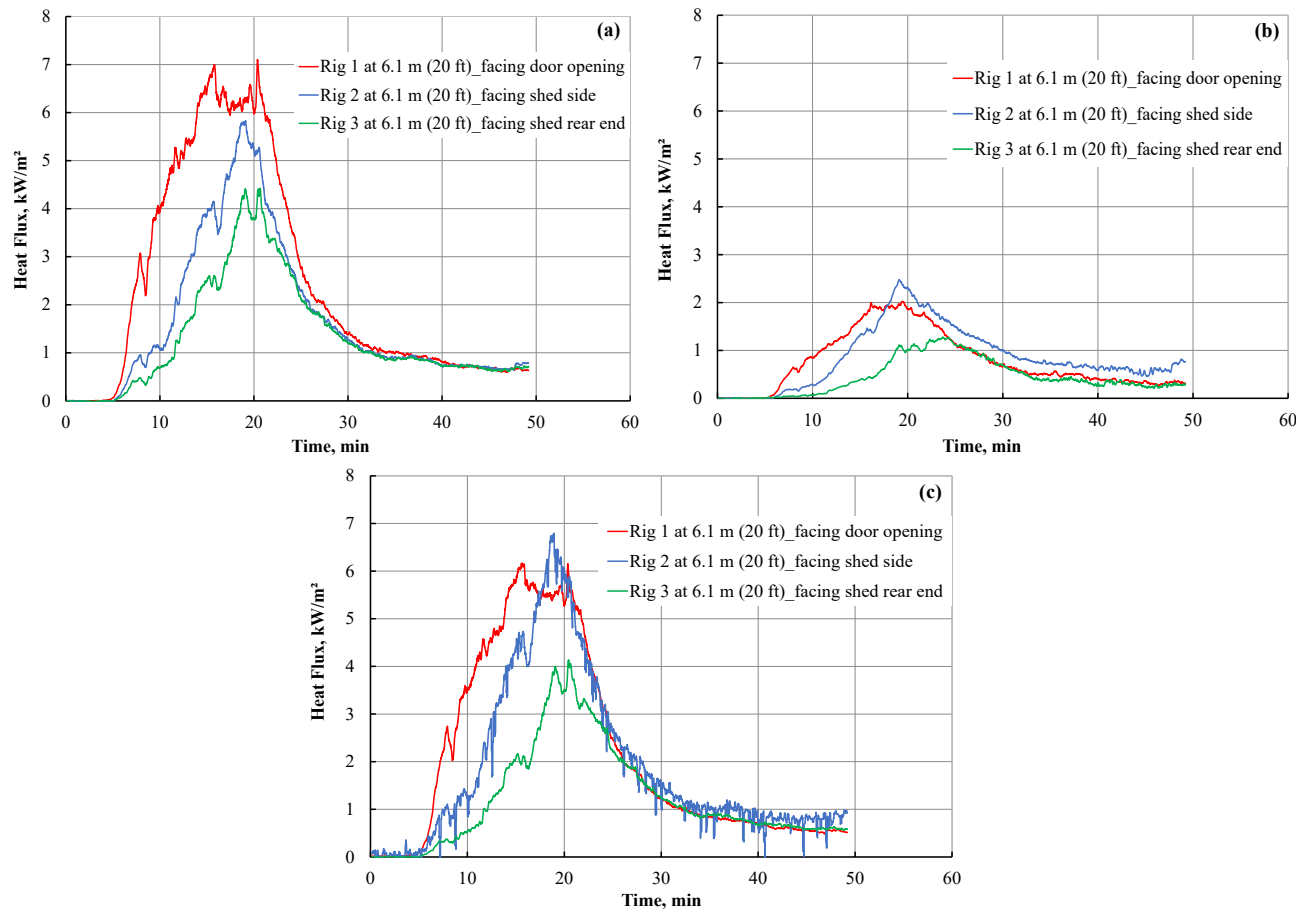 (a)
8
7
6
5
4
3
2
1
0
Heat Flux, kW/m²
Rig 1 at 6.1 m (20 ft)_facing door opening
Rig 2 at 6.1 m (20 ft)_facing shed side
Rig 3 at 6.1 m (20 ft)_facing shed rear end
0 10 20 30 40 50 60
Time, min
(b)
8
7
6
5
4
3
2
1
0
Heat Flux, kW/m²
Rig 1 at 6.1 m (20 ft)_facing door opening
Rig 2 at 6.1 m (20 ft)_facing shed side
Rig 3 at 6.1 m (20 ft)_facing shed rear end
0 10 20 30 40 50 60
Time, min
(c)
8
7
6
5
4
3
2
1
0
Heat Flux, kW/m²
Rig 1 at 6.1 m (20 ft)_facing door opening
Rig 2 at 6.1 m (20 ft)_facing shed side
Rig 3 at 6.1 m (20 ft)_facing shed rear end
0 10 20 30 40 50 60
Time, min